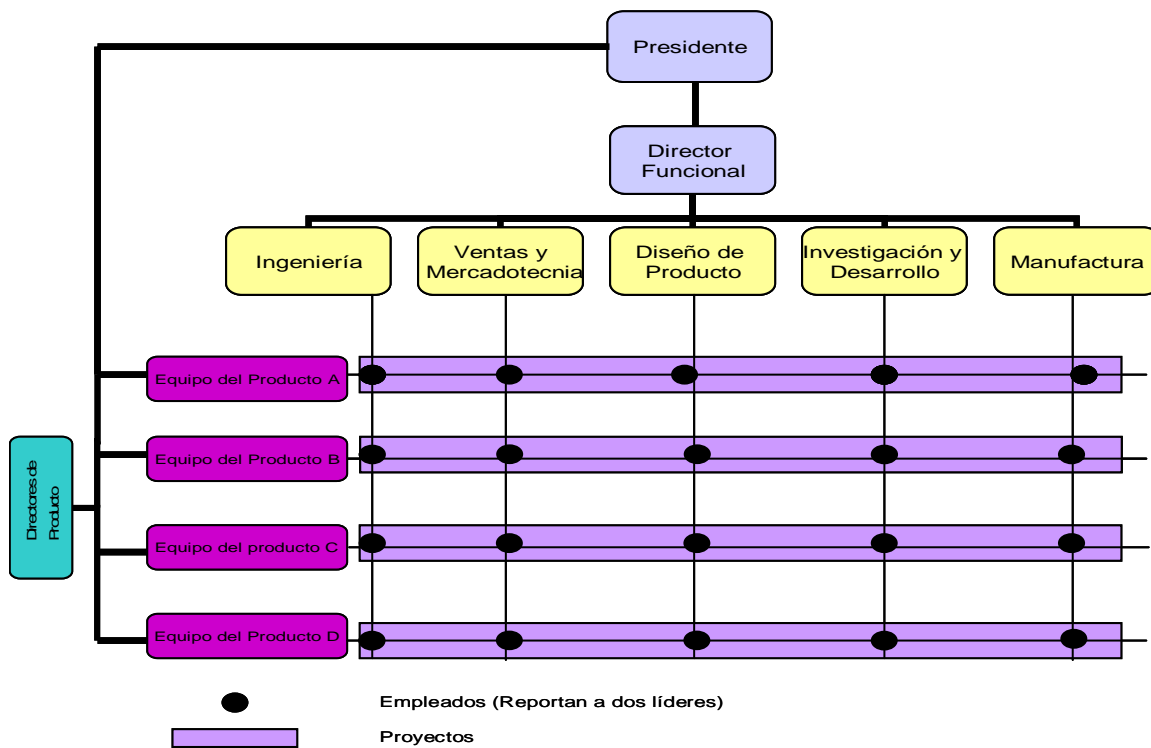 Presidente
Director
Funcional
Ingeniería
Ventas y
Mercadotecnia
Diseño de
Producto
Investigación y
Desarrollo
Manufactura
Equipo del Producto A
Equipo del Producto B
Directores de
Producto
Equipo del producto C
Equipo del Producto D
Empleados (Reportan a dos líderes)
Proyectos